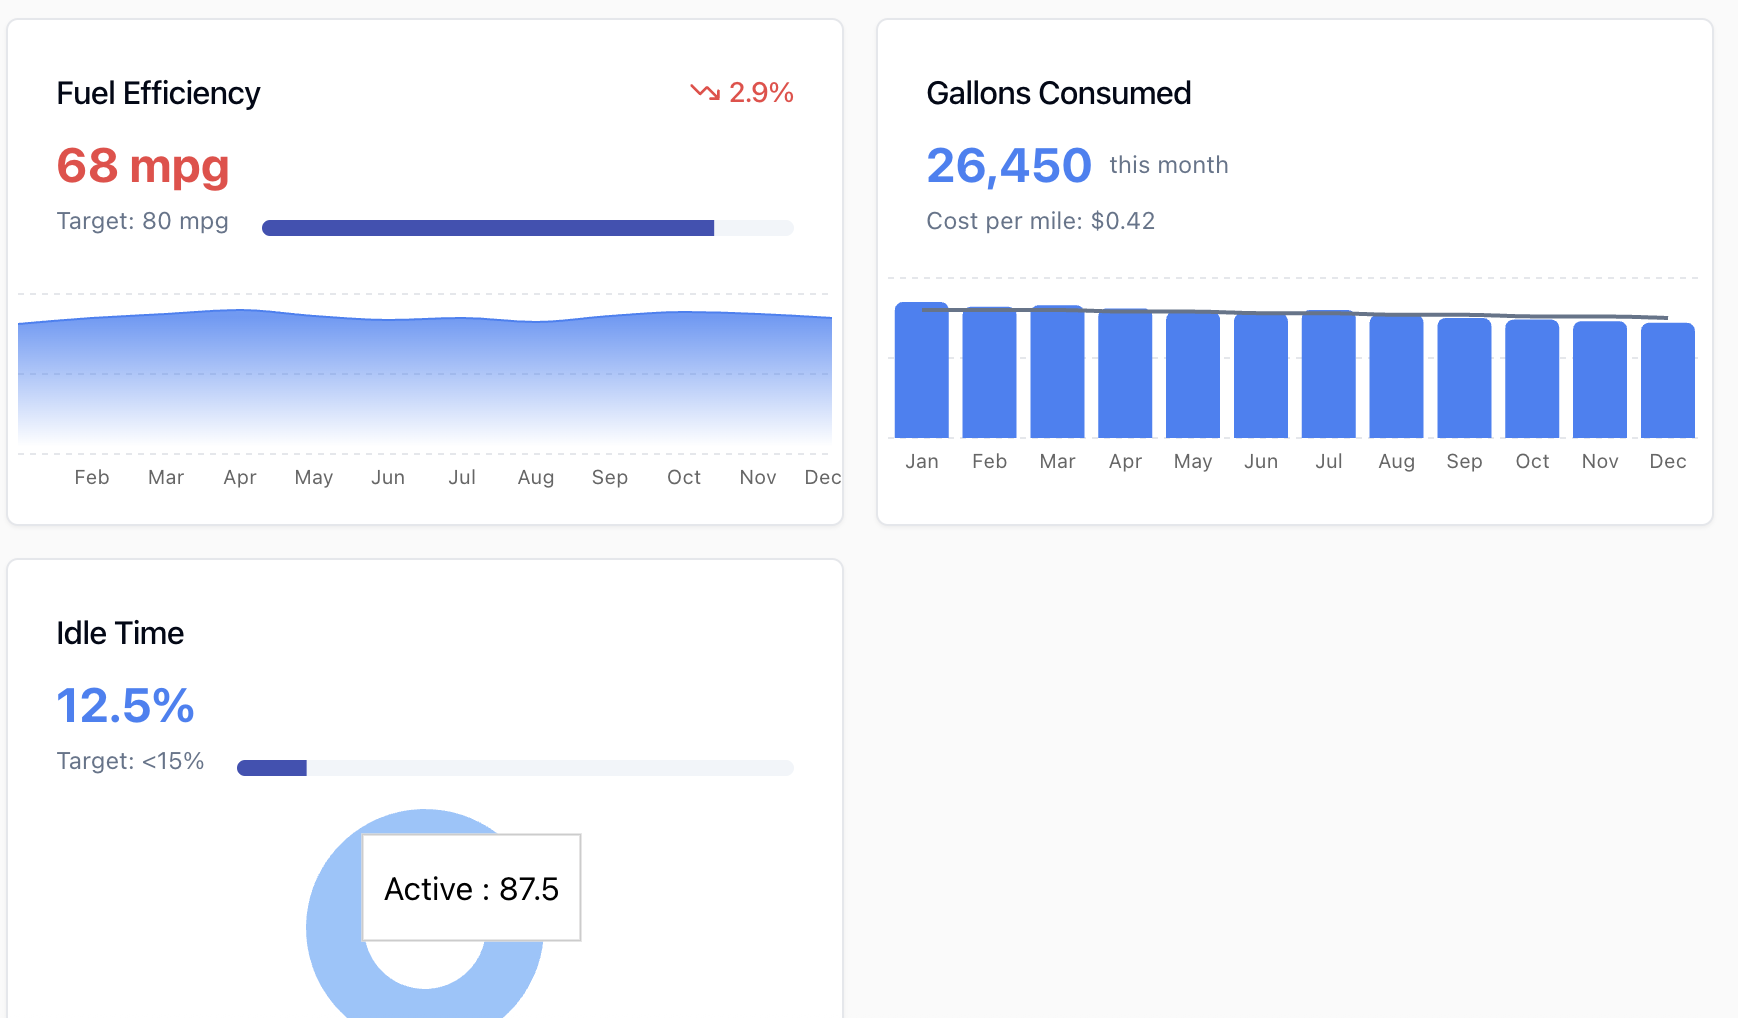 Fuel Efficiency
2.9%
68 mpg
Target: 80 mpg
Feb Mar Apr May Jun Jul Aug Sep Oct Nov Dec
Gallons Consumed
26,450 this month
Cost per mile: $0.42
Jan Feb Mar Apr May Jun Jul Aug Sep Oct Nov Dec
Idle Time
12.5%
Target: <15%
Active : 87.5